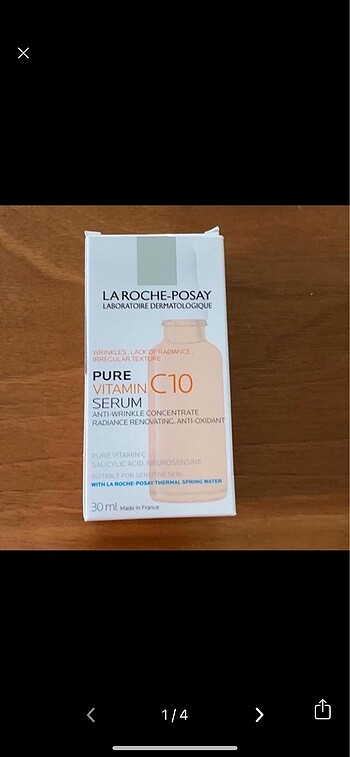 LA ROCHE-POSAY
LABORATOIRE DERMATOLOGIQUE
WRINKLES . LACK OF RADIANCE .
IRREGULAR TEXTURE
PURE
VITAMIN C10
SERUM
ANTI-WRINKLE CONCENTRATE
RADIANCE RENOVATING, ANTI-OXIDANT
PURE VITAMIN C,
SALICYLIC ACID, NEUROSENSINE
SUITABLE FOR SENSITIVE SKIN
WITH LA ROCHE-POSAY THERMAL SPRING WATER
30 ml Made in France
1/4